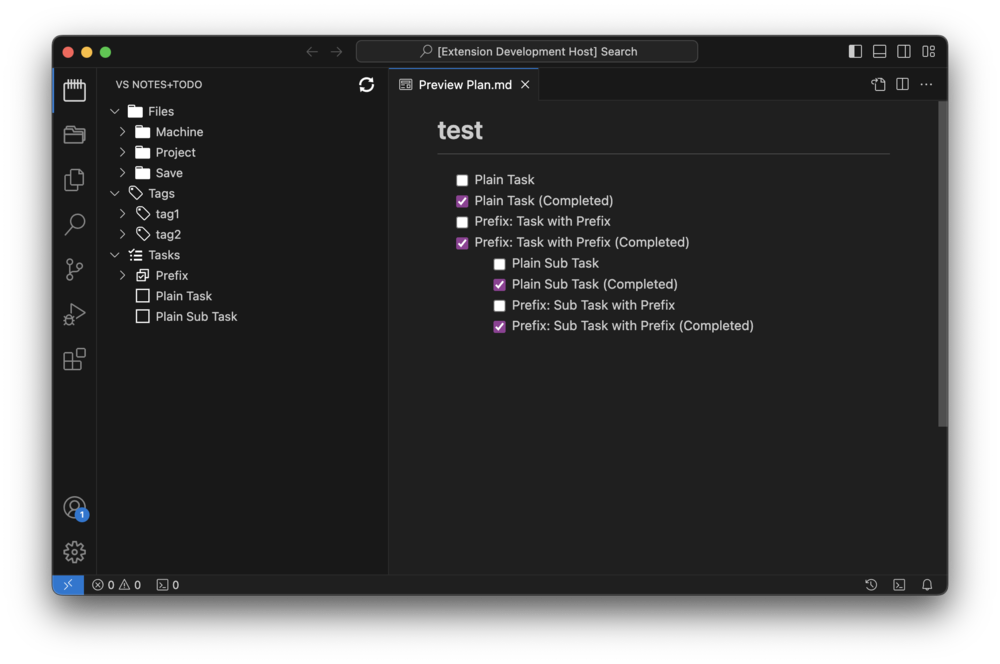 [Extension Development Host] Search
VS NOTES+TODO
Files
Machine
Project
Save
Tags
tag1
tag2
Tasks
Prefix
Plain Task
Plain Sub Task
Preview Plan.md
test
Plain Task
Plain Task (Completed)
Prefix: Task with Prefix
Prefix: Task with Prefix (Completed)
Plain Sub Task
Plain Sub Task (Completed)
Prefix: Sub Task with Prefix
Prefix: Sub Task with Prefix (Completed)
1
0 0 0